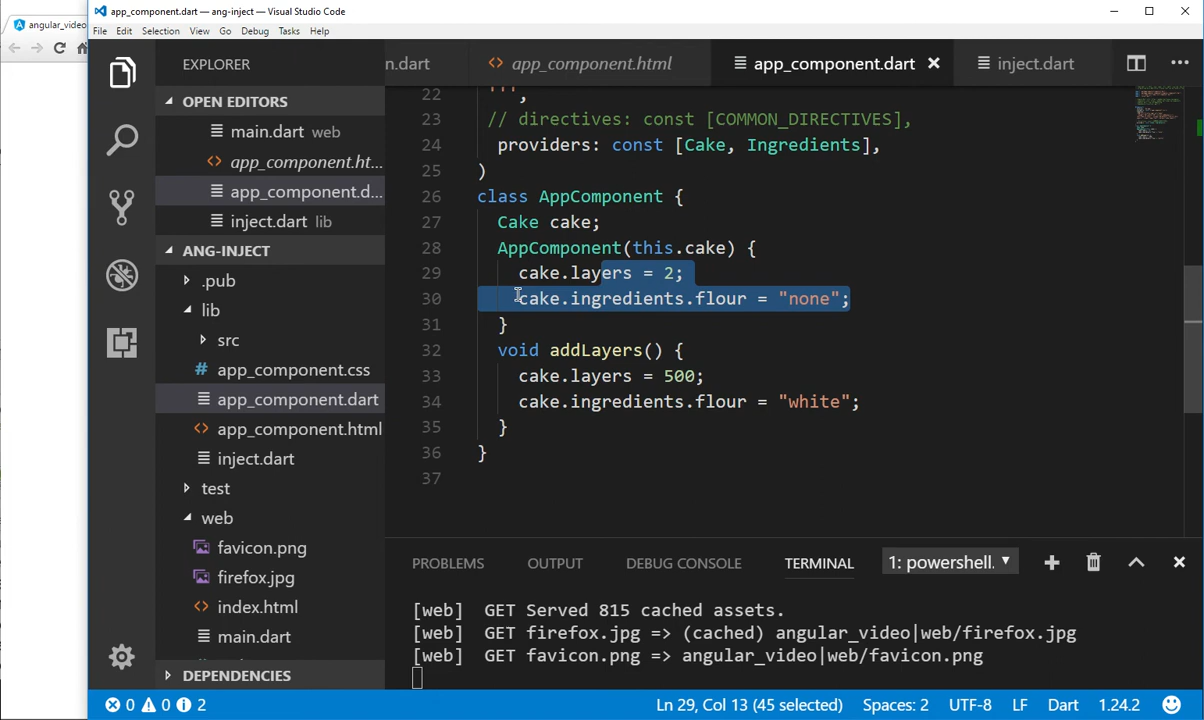 app_component.dart — ang-inject — Visual Studio Code
angular_video
File Edit Selection View Go Debug Tasks Help
EXPLORER
n.dart
app_component.html
app_component.dart
inject.dart
OPEN EDITORS
main.dart web
app_component.ht...
app_component.d...
inject.dart lib
ANG-INJECT
.pub
lib
src
# app_component.css
app_component.dart
app_component.html
inject.dart
test
web
favicon.png
firefox.jpg
index.html
main.dart
DEPENDENCIES
22 ''',
23 // directives: const [COMMON_DIRECTIVES],
24 providers: const [Cake, Ingredients],
25 )
26 class AppComponent {
27 Cake cake;
28 AppComponent(this.cake) {
29 cake.layers = 2;
30 cake.ingredients.flour = "none";
31 }
32 void addLayers() {
33 cake.layers = 500;
34 cake.ingredients.flour = "white";
35 }
36 }
37
PROBLEMS OUTPUT DEBUG CONSOLE TERMINAL 1: powershell.
[web] GET Served 815 cached assets.
[web] GET firefox.jpg => (cached) angular_video|web/firefox.jpg
[web] GET favicon.png => angular_video|web/favicon.png
0 0 2 Ln 29, Col 13 (45 selected) Spaces: 2 UTF-8 LF Dart 1.24.2